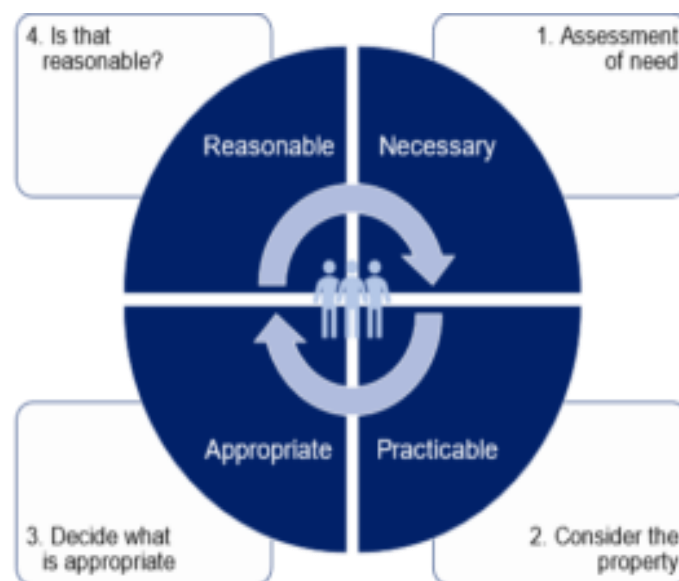 4. Is that
reasonable?
1. Assessment
of need
Reasonable
Necessary
Appropriate
Practicable
3. Decide what
is appropriate
2. Consider the
property